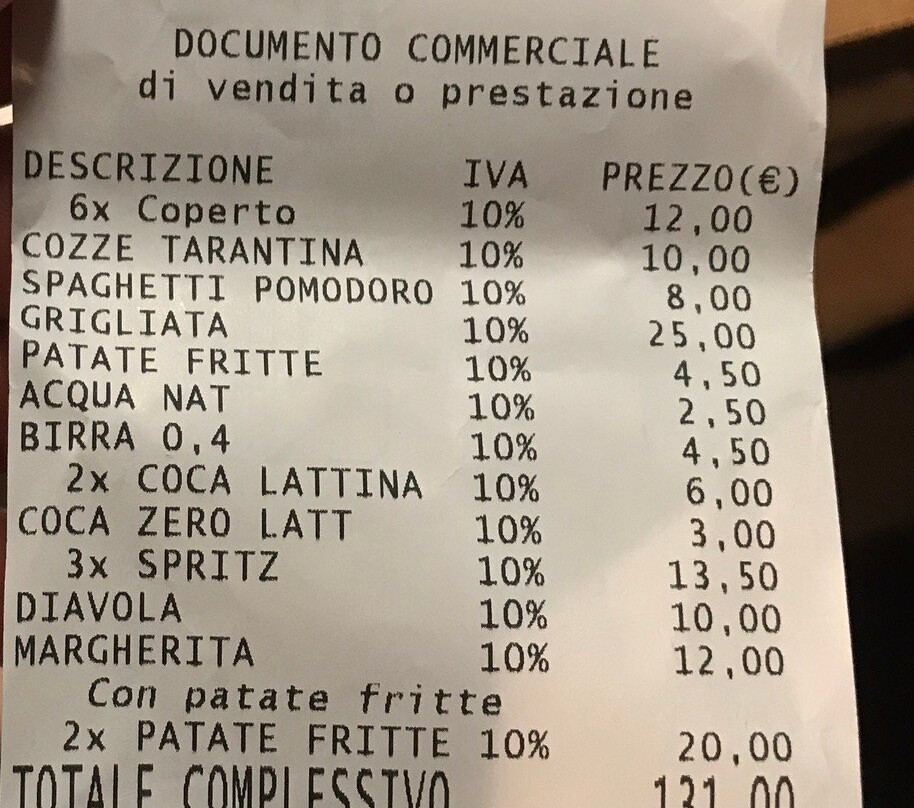 DOCUMENTO COMMERCIALE
di vendita o prestazione
DESCRIZIONE IVA PREZZO(€)
6x Coperto 10% 12,00
COZZE TARANTINA 10% 10,00
SPAGHETTI POMODORO 10% 8,00
GRIGLIATA 10% 25,00
PATATE FRITTE 10% 4,50
ACQUA NAT 10% 2,50
BIRRA 0,4 10% 4,50
2x COCA LATTINA 10% 6,00
COCA ZERO LATT 10% 3,00
3x SPRITZ 10% 13,50
DIAVOLA 10% 10,00
MARGHERITA 10% 12,00
Con patate fritte
2x PATATE FRITTE 10% 20,00
TOTALE COMPLESSIVO 131,00